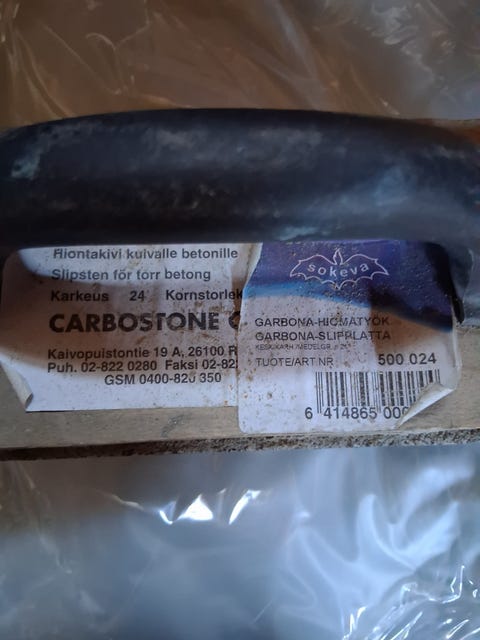 Hiontakivi kuivalle betonille
Slipsten för torr betong
Karkeus 24 Kornstorlek
CARBOSTONE
Kaivopuistontie 19 A, 26100 R
Puh. 02-822 0280 Faksi 02-82
GSM 0400-820 350
sokeva
GARBONA-HIOMATYÖK
GARBONA-SLIPPLATTA
TUOTE/ART NR 500 024
6 414865 00